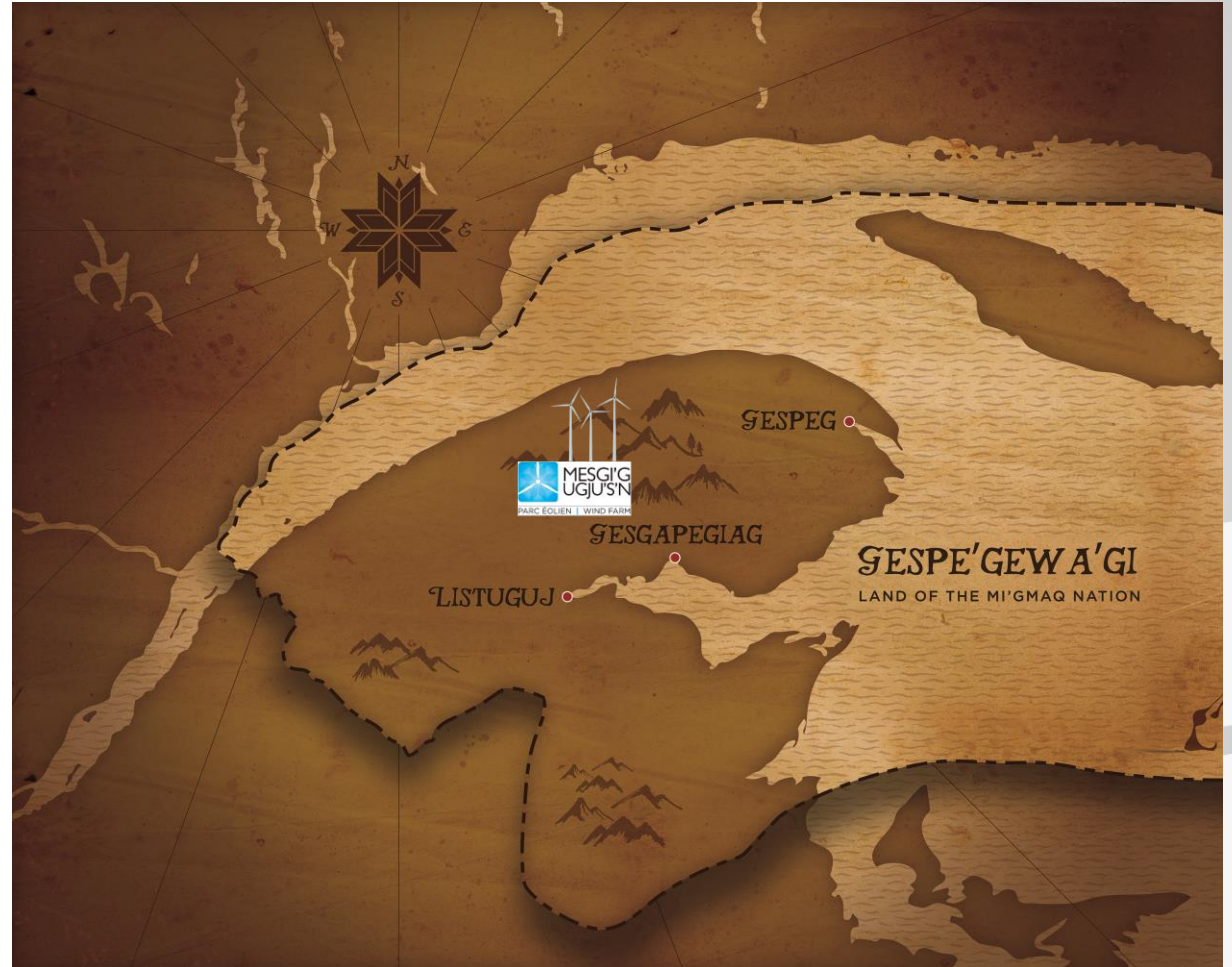 N
W E
S
GESPEG
MESGI'G
UGJU'S'N
PARC ÉOLIEN | WIND FARM
GESGAPEGIAG
GESPE'GEWA'GI
LAND OF THE MI'GMAQ NATION
LISTUGUJ